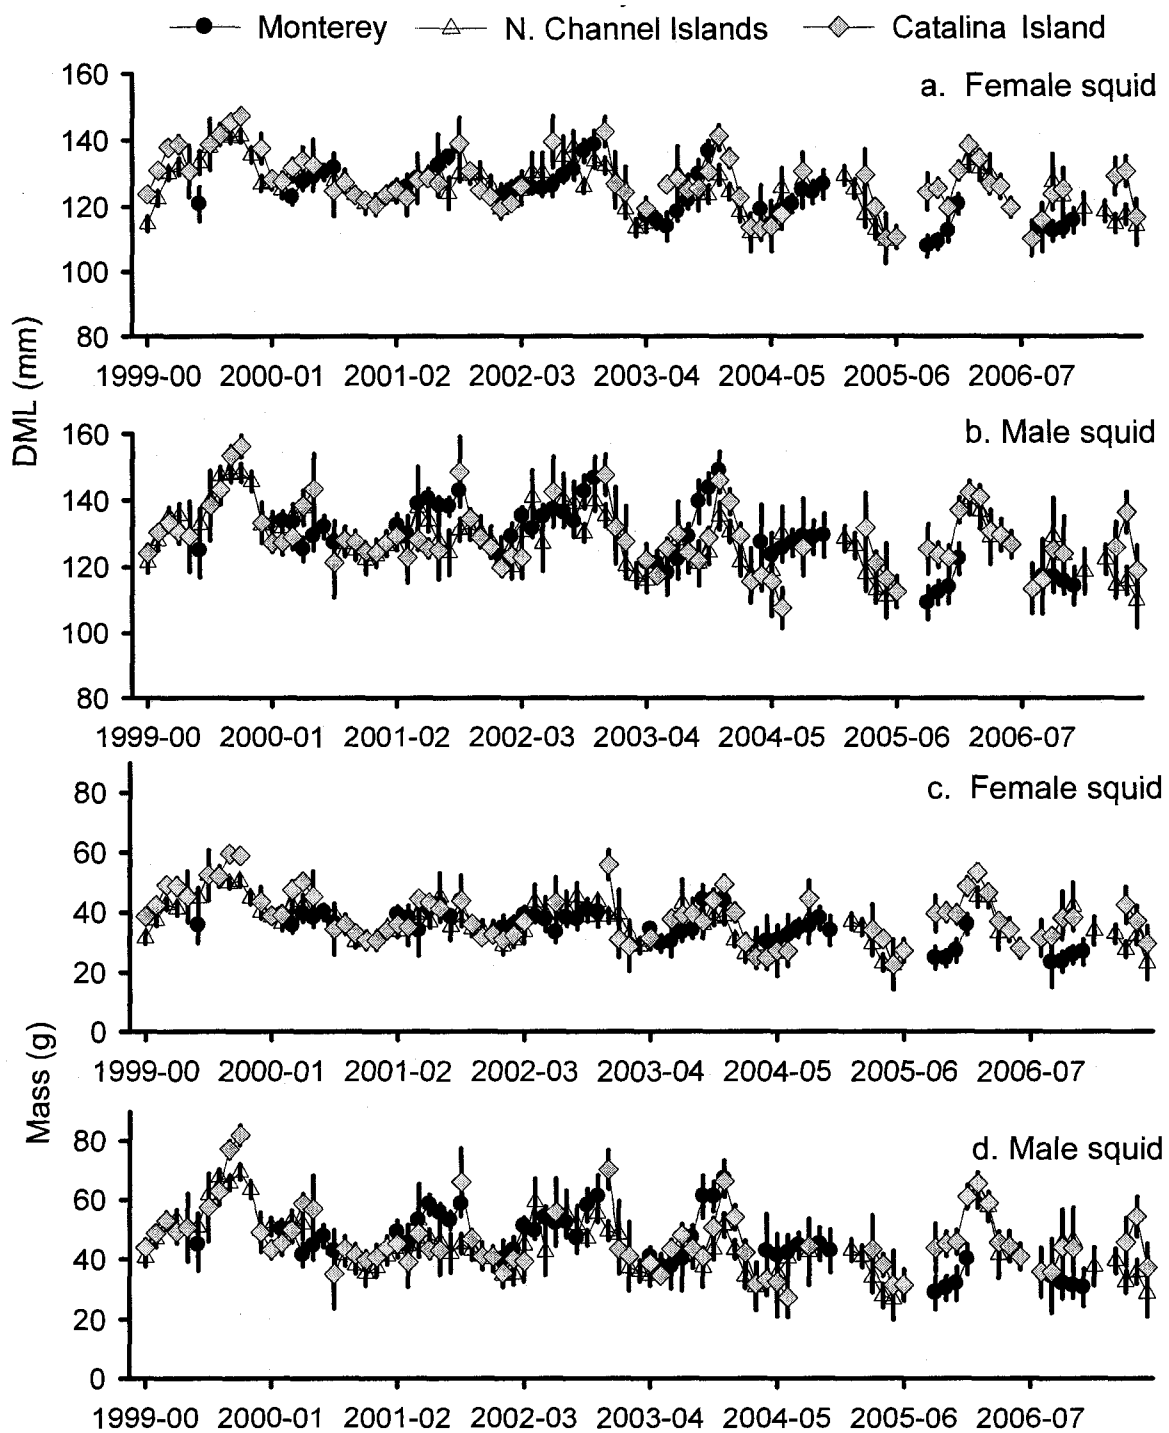 Monterey N. Channel Islands Catalina Island
a. Female squid
160
140
120
100
80
1999-00 2000-01 2001-02 2002-03 2003-04 2004-05 2005-06 2006-07
DML (mm)
b. Male squid
160
140
120
100
80
1999-00 2000-01 2001-02 2002-03 2003-04 2004-05 2005-06 2006-07
c. Female squid
80
60
40
20
0
1999-00 2000-01 2001-02 2002-03 2003-04 2004-05 2005-06 2006-07
Mass (g)
d. Male squid
80
60
40
20
0
1999-00 2000-01 2001-02 2002-03 2003-04 2004-05 2005-06 2006-07